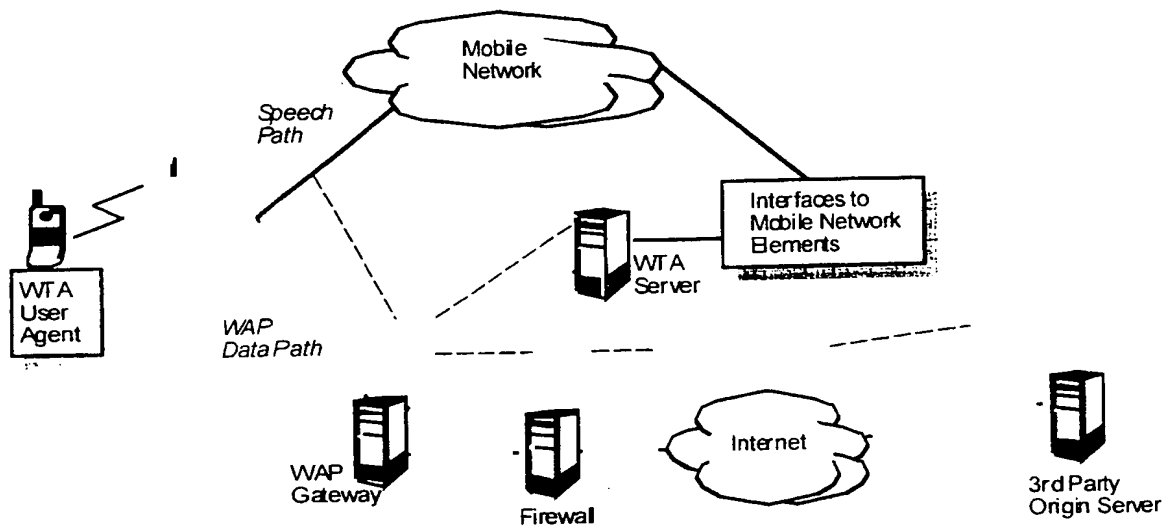 Mobile
Network
Speech
Path
Interfaces to
Mobile Network
Elements
WTA
Server
WTA
User
Agent
WAP
Data Path
WAP
Gateway
Firewall
Internet
3rd Party
Origin Server